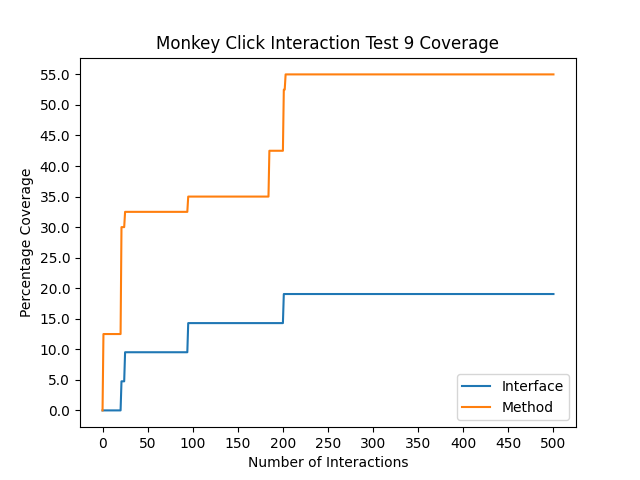 Monkey Click Interaction Test 9 Coverage
55.0
50.0
45.0
40.0
35.0
30.0
25.0
20.0
15.0
10.0
5.0
0.0
Percentage Coverage
Interface
Method
0 50 100 150 200 250 300 350 400 450 500
Number of Interactions